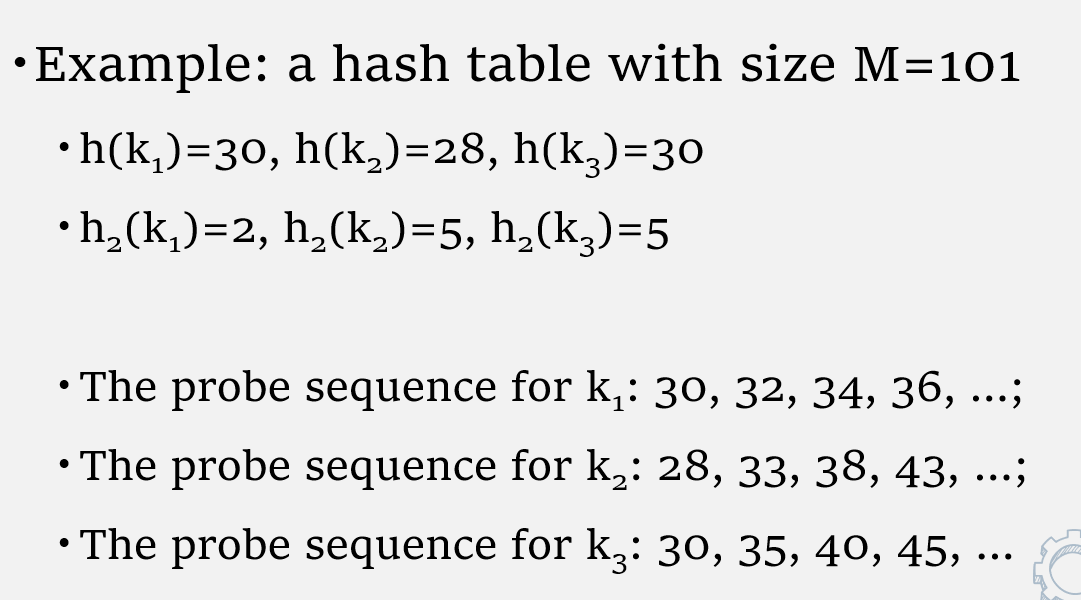 • Example: a hash table with size M=101
• h(k₁)=30, h(k₂)=28, h(k₃)=30
• h₂(k₁)=2, h₂(k₂)=5, h₂(k₃)=5
• The probe sequence for k₁: 30, 32, 34, 36, ...;
• The probe sequence for k₂: 28, 33, 38, 43, ...;
• The probe sequence for k₃: 30, 35, 40, 45, ...